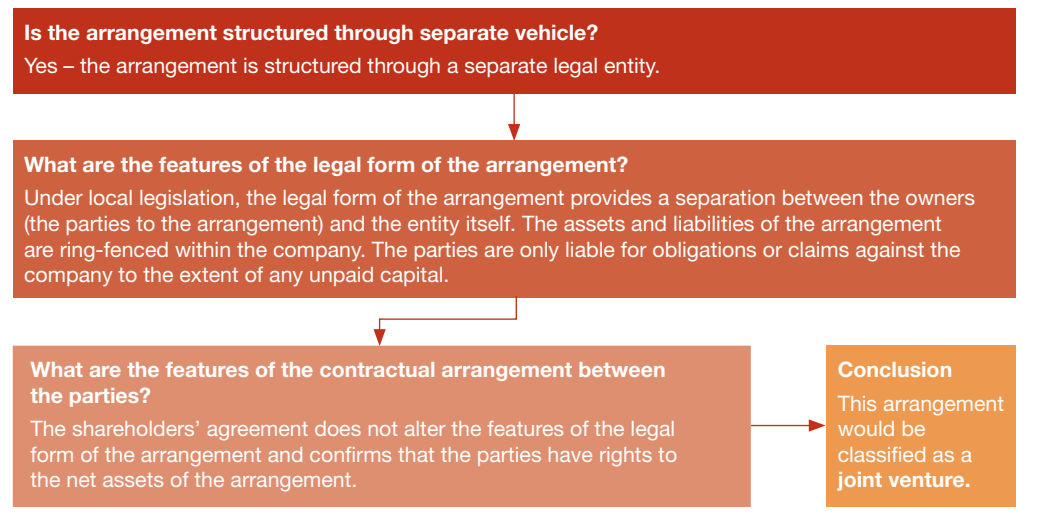 Is the arrangement structured through separate vehicle?
Yes – the arrangement is structured through a separate legal entity.
What are the features of the legal form of the arrangement?
Under local legislation, the legal form of the arrangement provides a separation between the owners
(the parties to the arrangement) and the entity itself. The assets and liabilities of the arrangement
are ring-fenced within the company. The parties are only liable for obligations or claims against the
company to the extent of any unpaid capital.
What are the features of the contractual arrangement between
the parties?
The shareholders’ agreement does not alter the features of the legal
form of the arrangement and confirms that the parties have rights to
the net assets of the arrangement.
Conclusion
This arrangement
would be
classified as a
joint venture.